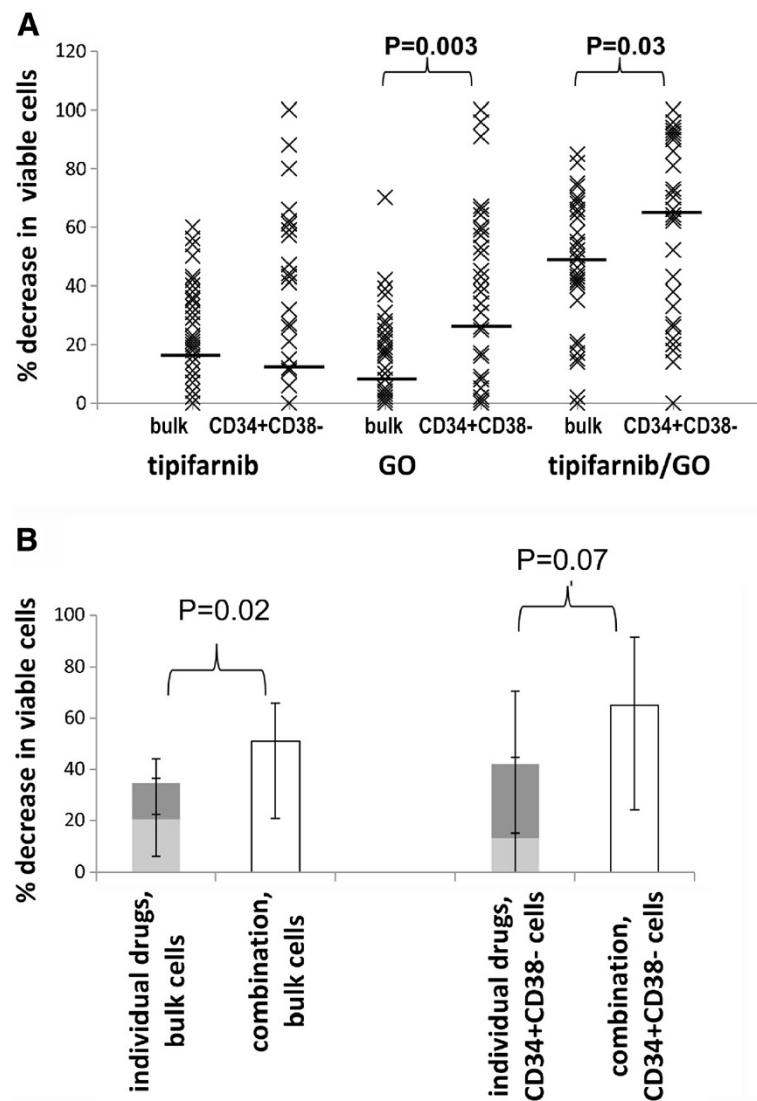 A
P=0.003
P=0.03
% decrease in viable cells
120
100
80
60
40
20
0
bulk CD34+CD38- bulk CD34+CD38- bulk CD34+CD38-
tipifarnib GO tipifarnib/GO
B
P=0.02
P=0.07
% decrease in viable cells
100
80
60
40
20
0
individual drugs,
bulk cells
combination,
bulk cells
individual drugs,
CD34+CD38- cells
combination,
CD34+CD38- cells